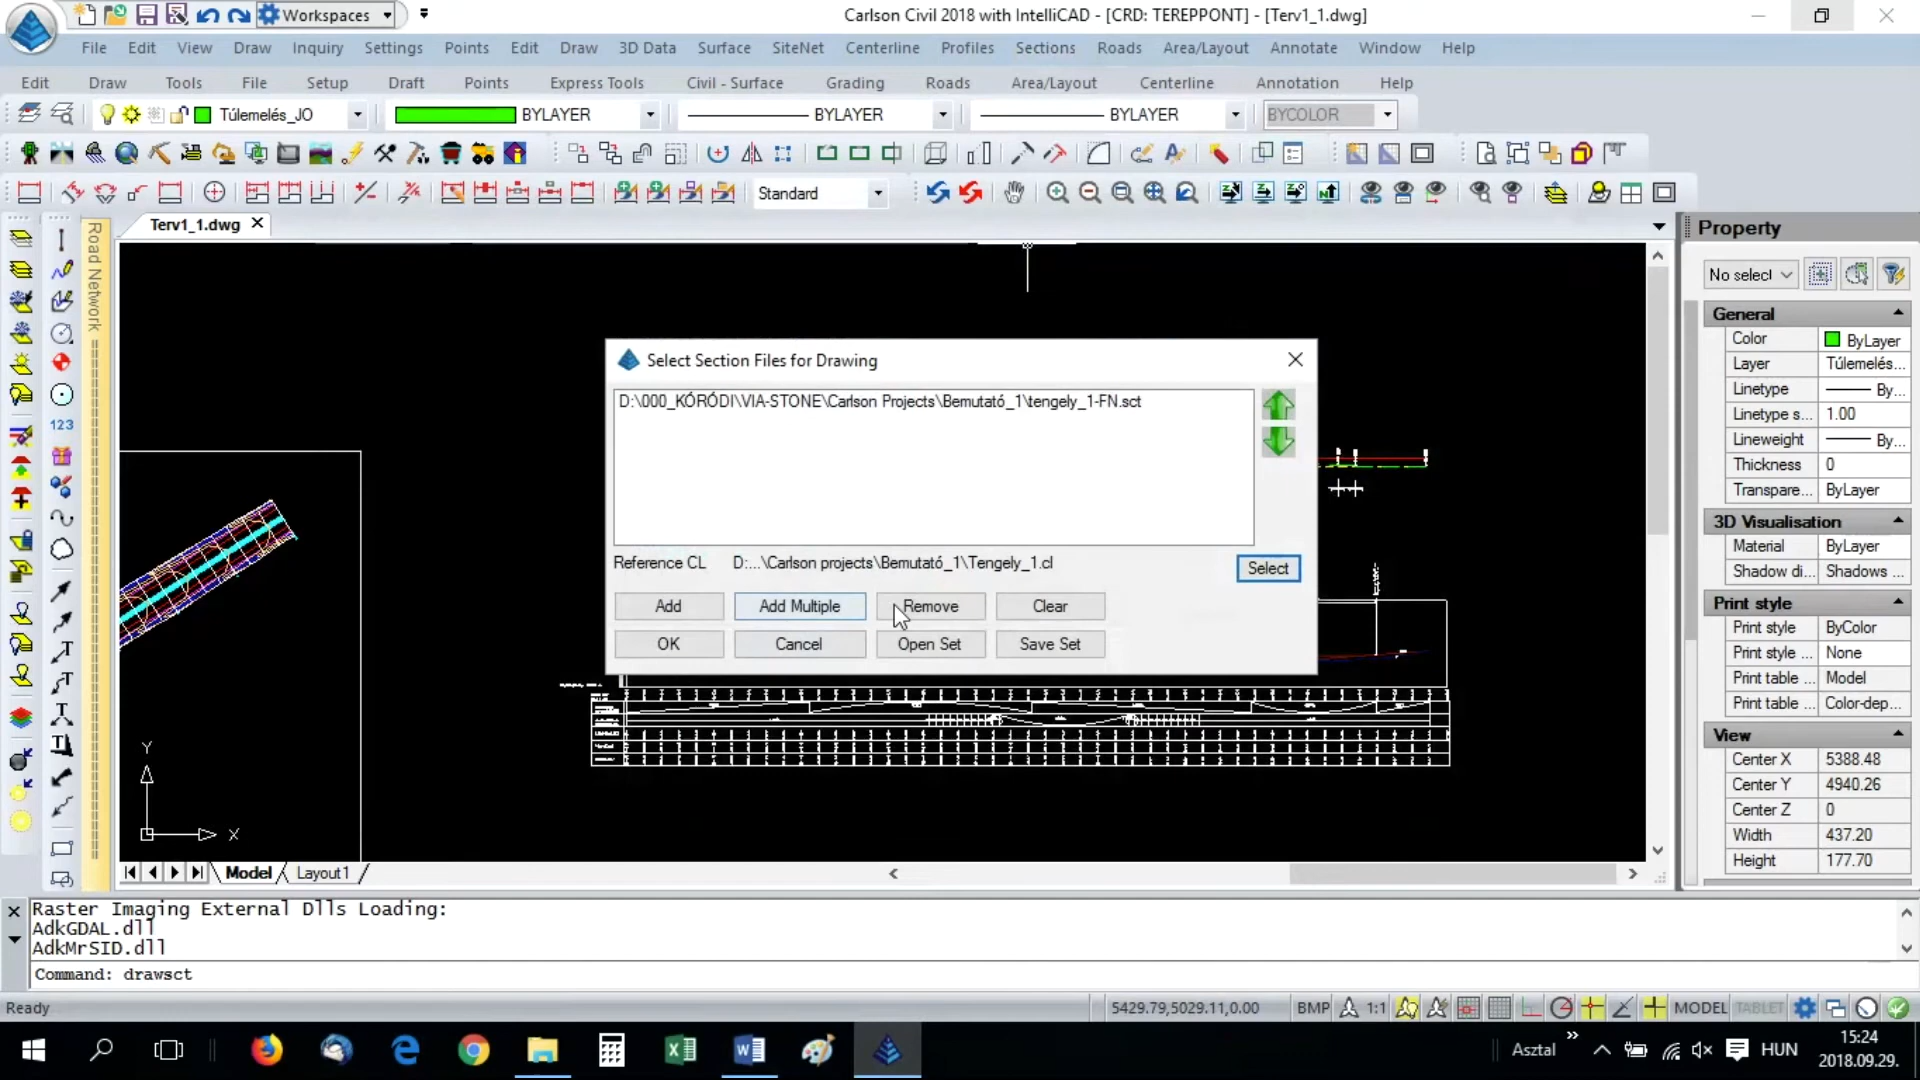 Workspaces
Carlson Civil 2018 with IntelliCAD - [CRD: TEREPPONT] - [Terv1_1.dwg]
File Edit View Draw Inquiry Settings Points Edit Draw 3D Data Surface SiteNet Centerline Profiles Sections Roads Area/Layout Annotate Window Help
Edit Draw Tools File Setup Draft Points Express Tools Civil - Surface Grading Roads Area/Layout Centerline Annotation Help
Túlemelés_JO BYLAYER BYLAYER BYLAYER BYCOLOR
Standard
Terv1_1.dwg
Road Network
123
Select Section Files for Drawing
D:\000_KÓRÓDI\VIA-STONE\Carlson Projects\Bemutató_1\tengely_1-FN.sct
Reference CL D:...\Carlson projects\Bemutató_1\Tengely_1.cl Select
Add Add Multiple Remove Clear
OK Cancel Open Set Save Set
Y
X
Property
No select
General
Color ByLayer
Layer Túlemelés...
Linetype By...
Linetype s... 1.00
Lineweight By...
Thickness 0
Transpare... ByLayer
3D Visualisation
Material ByLayer
Shadow di... Shadows ...
Print style
Print style ByColor
Print style ... None
Print table ... Model
Print table ... Color-dep...
View
Center X 5388.48
Center Y 4940.26
Center Z 0
Width 437.20
Height 177.70
Model Layout1
Raster Imaging External Dlls Loading:
AdkGDAL.dll
AdkMrSID.dll
Command: drawsct
Ready 5429.79,5029.11,0.00 BMP 1:1 MODEL TABLET
Asztal HUN
15:24
2018.09.29.